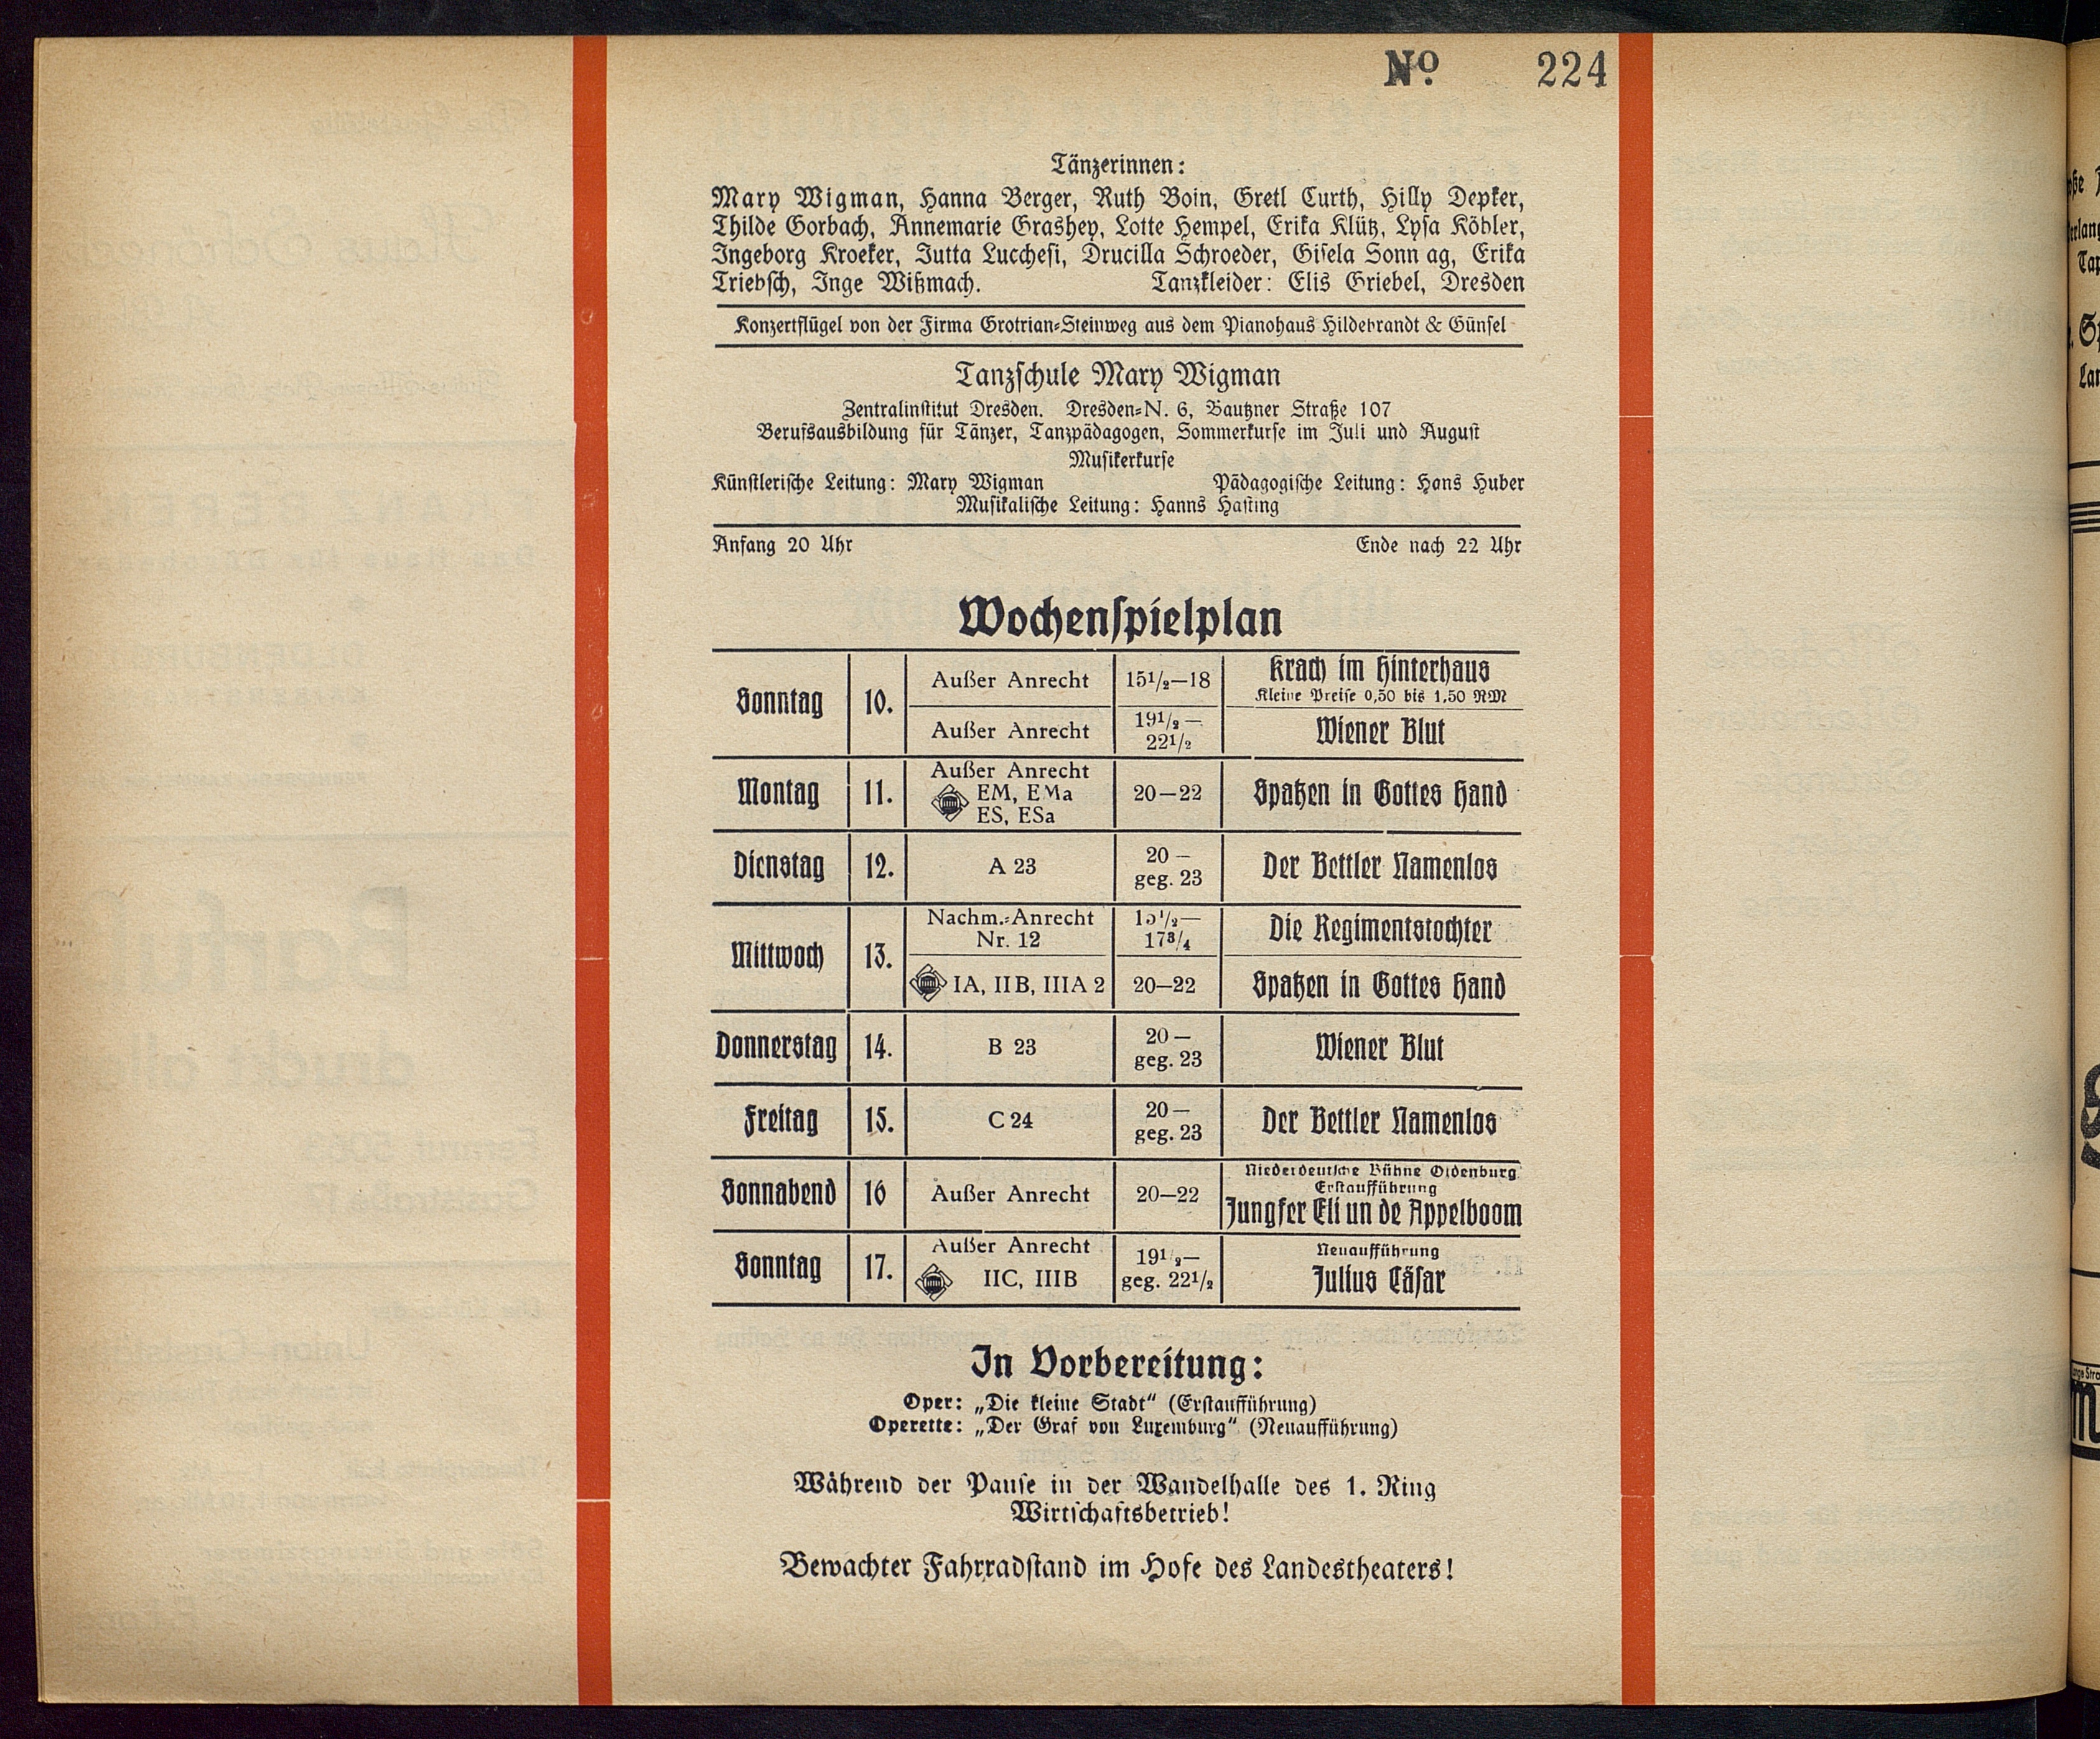 No. 224
Tänzerinnen:
Mary Wigman, Hanna Berger, Ruth Boin, Gretl Curth, Hilly Depker,
Thilde Gorbach, Annemarie Grashey, Lotte Hempel, Erika Klütz, Lysa Köhler,
Ingeborg Kroeker, Jutta Lucchesi, Drucilla Schroeder, Gisela Sonn ag, Erika
Triebsch, Inge Wißmach. Tanzkleider: Elis Griebel, Dresden
Konzertflügel von der Firma Grotrian-Steinweg aus dem Pianohaus Hildebrandt & Günsel
Tanzschule Mary Wigman
Zentralinstitut Dresden. Dresden-N. 6, Bautzner Straße 107
Berufsausbildung für Tänzer, Tanzpädagogen, Sommerkurse im Juli und August
Musikerkurse
Künstlerische Leitung: Mary Wigman Pädagogische Leitung: Hans Huber
Musikalische Leitung: Hanns Hasting
Anfang 20 Uhr Ende nach 22 Uhr
Wochenspielplan
Sonntag 10. Außer Anrecht 15½—18 Krach im Hinterhaus
Kleine Preise 0,50 bis 1,50 RM
Außer Anrecht 19½—22½ Wiener Blut
Montag 11. Außer Anrecht
EM, EMa
ES, ESa
20—22 Spatzen in Gottes Hand
Dienstag 12. A 23 20—
geg. 23
Der Bettler Namenlos
Mittwoch 13. Nachm.-Anrecht
Nr. 12
15½—
17¾
Die Regimentstochter
IA, IIB, IIIA 2 20—22 Spatzen in Gottes Hand
Donnerstag 14. B 23 20—
geg. 23
Wiener Blut
Freitag 15. C 24 20—
geg. 23
Der Bettler Namenlos
Sonnabend 16 Außer Anrecht 20—22 Niederdeutsche Bühne Oldenburg
Erstaufführung
Jungfer Eli un de Appelboom
Sonntag 17. Außer Anrecht
IIC, IIIB
19½—
geg. 22½
Neuaufführung
Julius Cäsar
In Vorbereitung:
Oper: „Die kleine Stadt“ (Erstaufführung)
Operette: „Der Graf von Luxemburg“ (Neuaufführung)
Während der Pause in der Wandelhalle des 1. Ring
Wirtschaftsbetrieb!
Bewachter Fahrradstand im Hofe des Landestheaters!